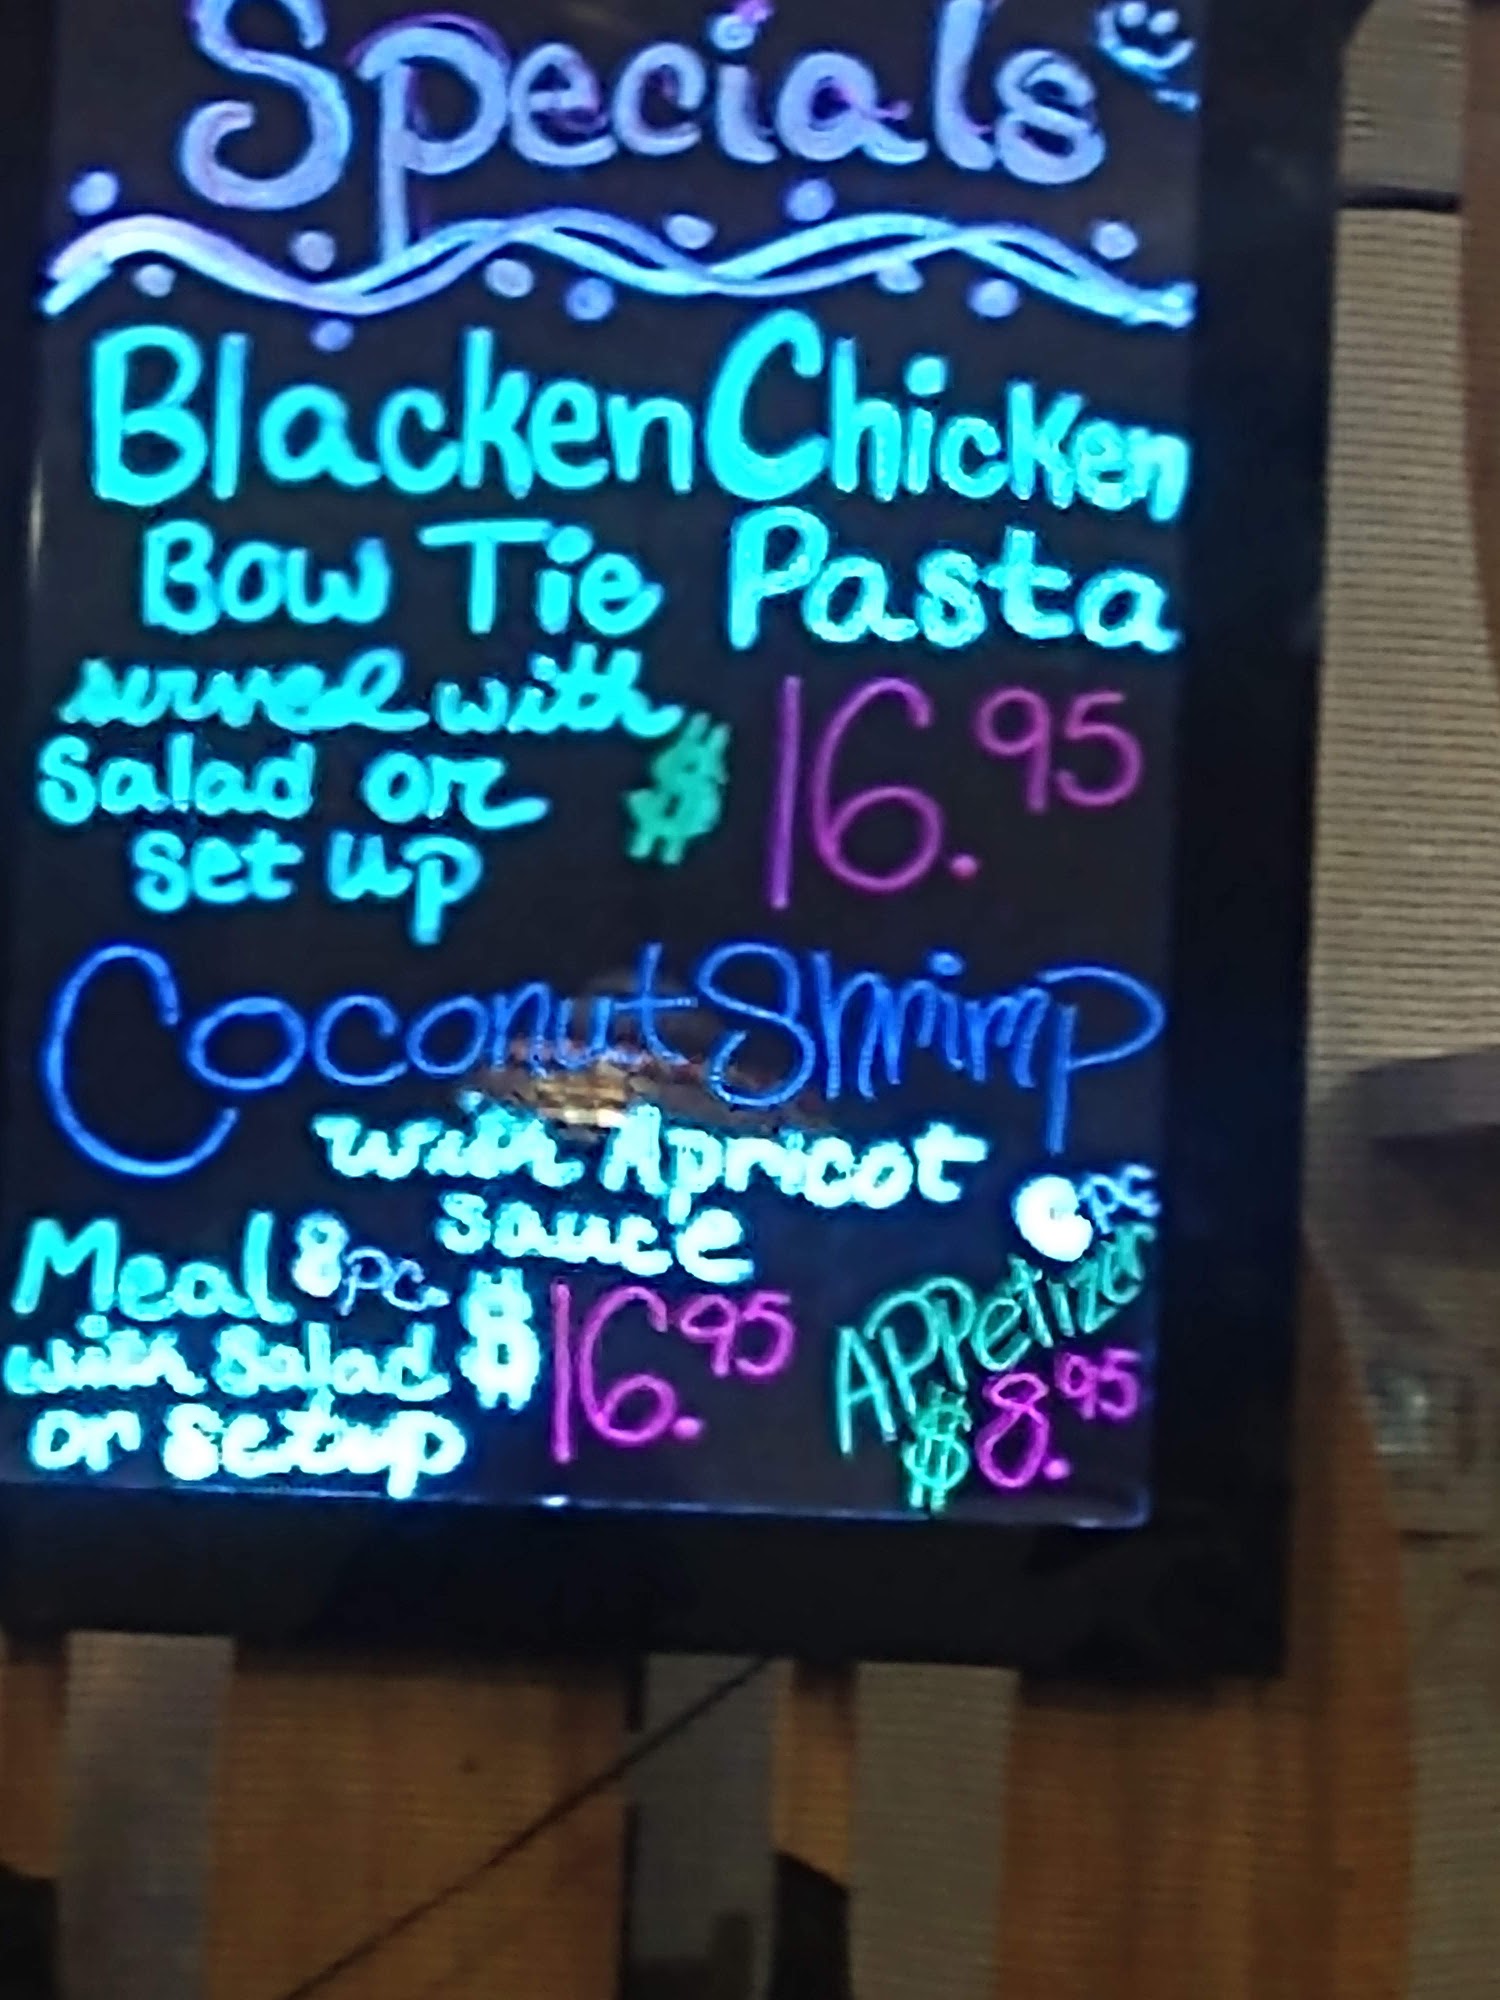 Specials
Blacken Chicken
Bow Tie Pasta
served with
Salad or
set up
$16.95
Coconut Shrimp
with Apricot
sauce
Meal 8pc.
with Salad
or setup
$16.95
pc
APPetizer
$8.95